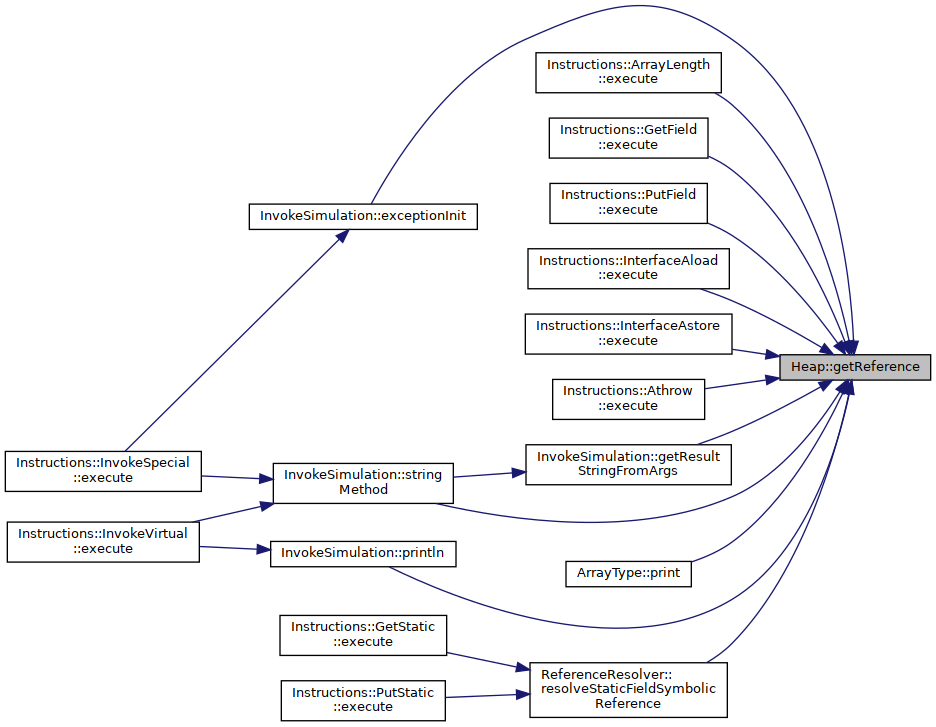 Instructions::ArrayLength
::execute
Instructions::GetField
::execute
Instructions::PutField
::execute
InvokeSimulation::exceptionInit
Instructions::InterfaceAload
::execute
Instructions::InterfaceAstore
::execute
Heap::getReference
Instructions::Athrow
::execute
Instructions::InvokeSpecial
::execute
InvokeSimulation::string
Method
InvokeSimulation::getResult
StringFromArgs
Instructions::InvokeVirtual
::execute
InvokeSimulation::println
ArrayType::print
Instructions::GetStatic
::execute
ReferenceResolver::
resolveStaticFieldSymbolic
Reference
Instructions::PutStatic
::execute